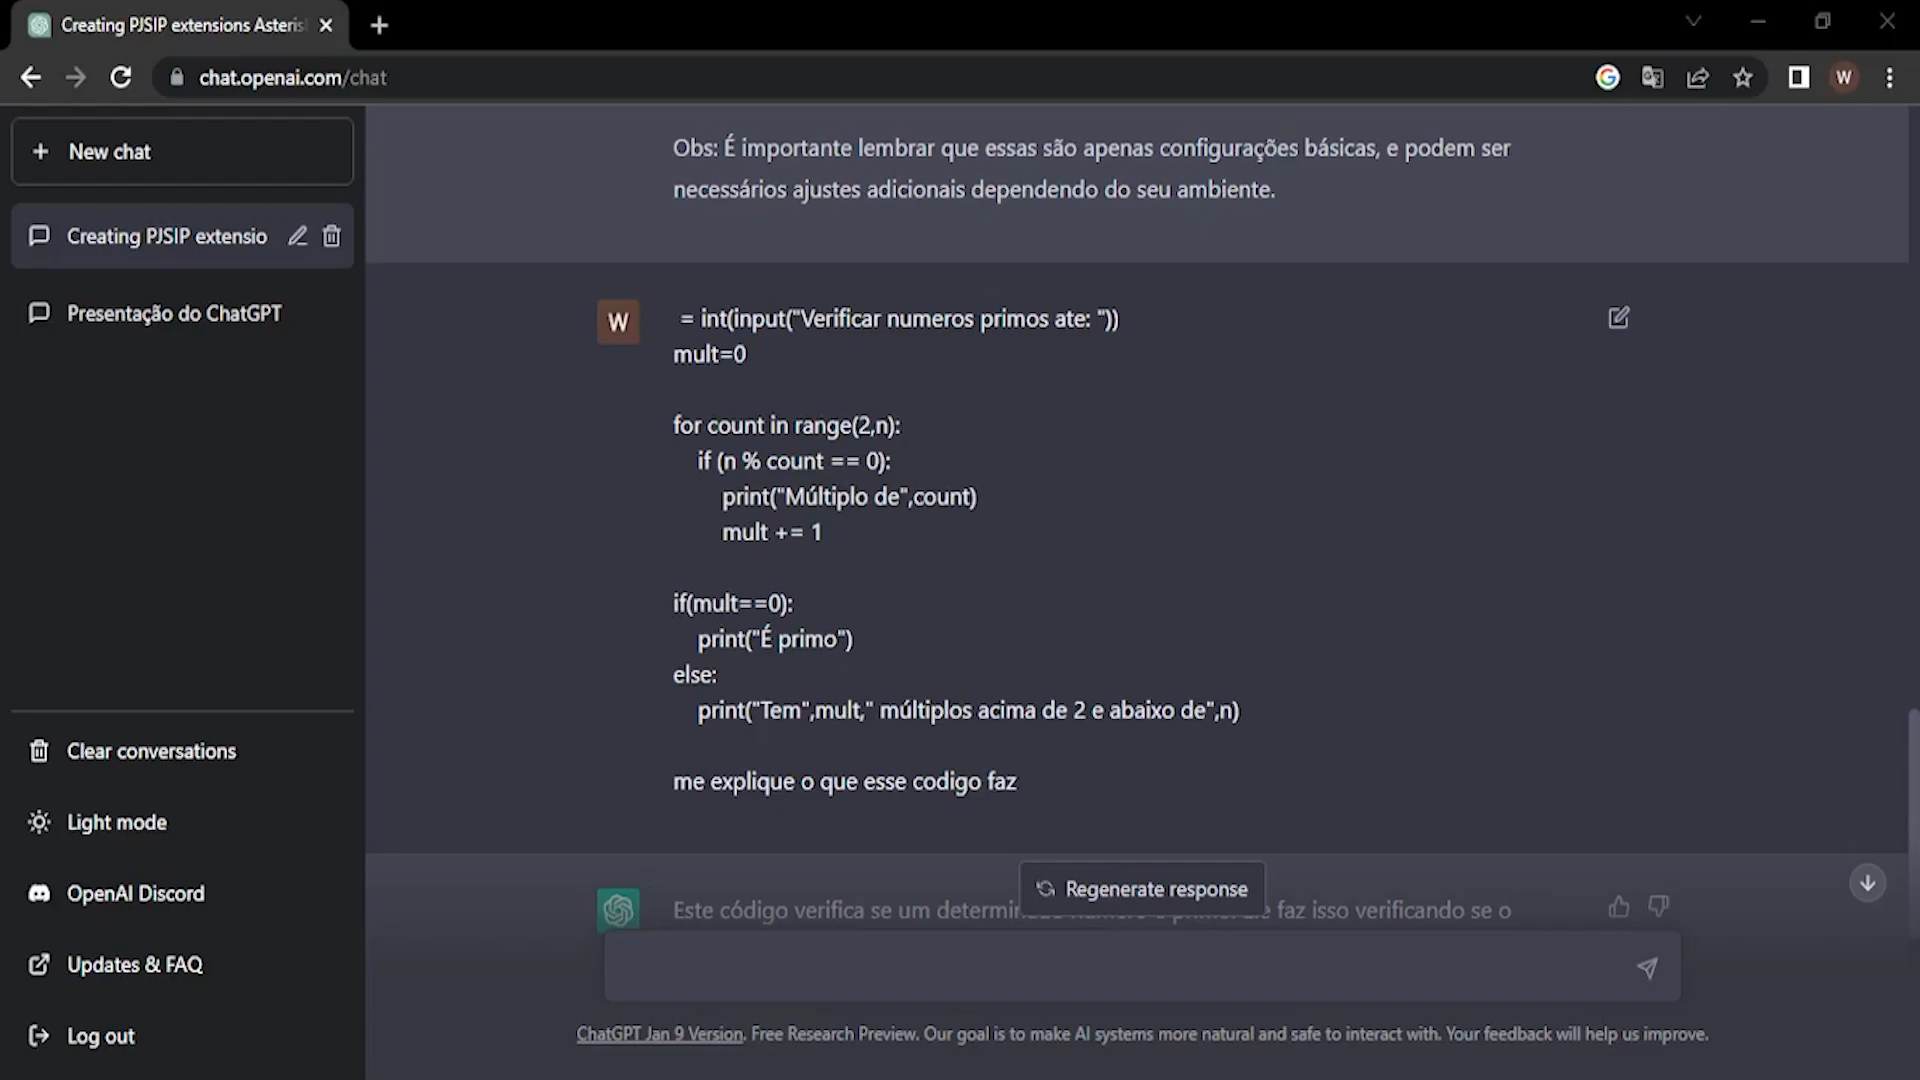 Creating PJSIP extensions Asteris
chat.openai.com/chat
W
New chat
Creating PJSIP extensio
Presentação do ChatGPT
Clear conversations
Light mode
OpenAI Discord
Updates & FAQ
Log out
Obs: É importante lembrar que essas são apenas configurações básicas, e podem ser
necessários ajustes adicionais dependendo do seu ambiente.
W
= int(input("Verificar numeros primos ate: "))
mult=0
for count in range(2,n):
if (n % count == 0):
print("Múltiplo de",count)
mult += 1
if(mult==0):
print("É primo")
else:
print("Tem",mult," múltiplos acima de 2 e abaixo de",n)
me explique o que esse codigo faz
Regenerate response
Este código verifica se um determin faz isso verificando se o
ChatGPT Jan 9 Version. Free Research Preview. Our goal is to make AI systems more natural and safe to interact with. Your feedback will help us improve.